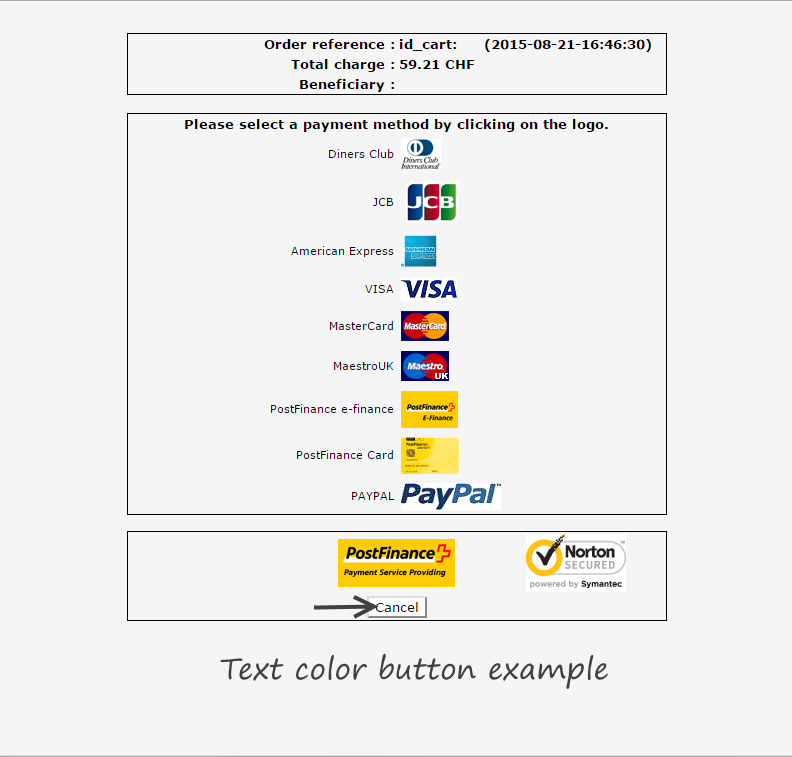 Order reference : id_cart: (2015-08-21-16:46:30)
Total charge : 59.21 CHF
Beneficiary :
Please select a payment method by clicking on the logo.
Diners Club
Diners Club
International
JCB JCB
American Express AMERICAN
EXPRESS
VISA VISA
MasterCard MasterCard
MaestroUK Maestro
UK
PostFinance e-finance PostFinance
E-Finance
PostFinance Card PostFinance
PAYPAL PayPal™
PostFinance
Payment Service Providing
Norton™
SECURED
powered by Symantec
Cancel
Text color button example